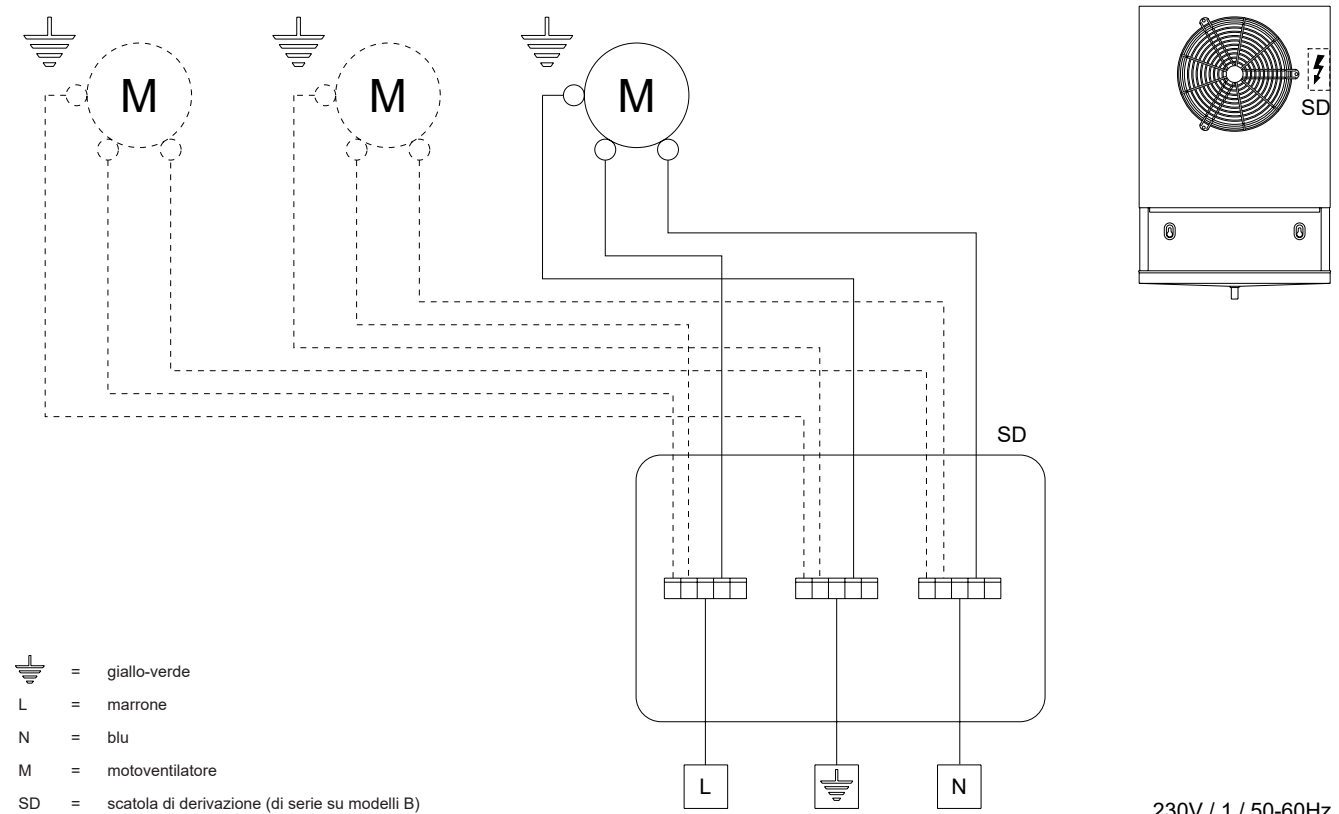 M M M
SD
SD
= giallo-verde
L = marrone
N = blu
M = motoventilatore
SD = scatola di derivazione (di serie su modelli B)
L N
230V / 1 / 50-60Hz